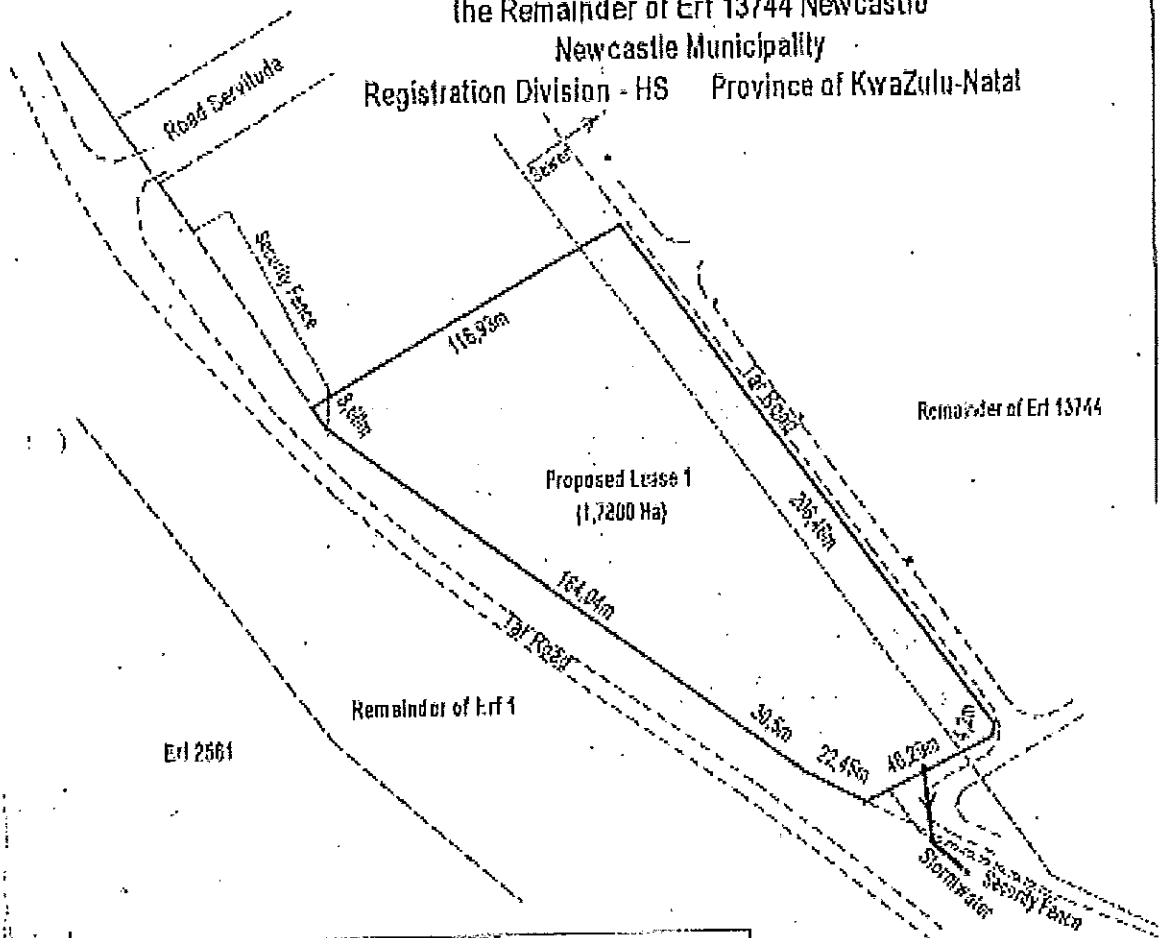 the Remainder of Erf 13744 Newcastle
Newcastle Municipality
Registration Division - HS Province of KwaZulu-Natal
Road Servitude
Sewer
Security Fence
116,93m
Tar Road
Remainder of Erf 13744
Proposed Lease 1
(1,7200 Ha)
206,46m
164,04m
Tar Road
Remainder of Erf 1
Erf 2561
30,5m
22,45m
48,29m
Stormwater
Security Fence